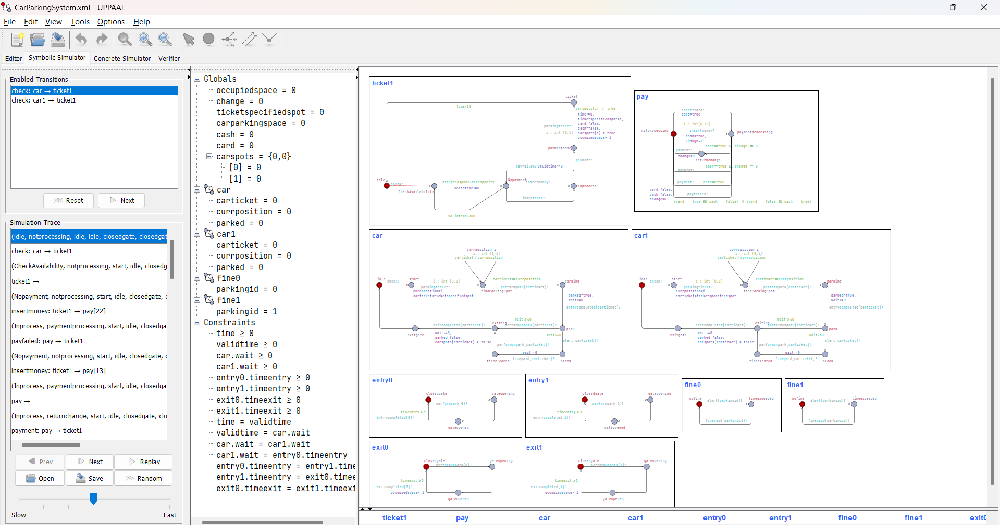 CarParkingSystem.xml - UPPAAL
File Edit View Tools Options Help
Editor Symbolic Simulator Concrete Simulator Verifier
Enabled Transitions
check: car → ticket1
check: car1 → ticket1
Reset Next
Simulation Trace
(idle, notprocessing, idle, idle, closedgate, closedgat
check: car → ticket1
(CheckAvailability, notprocessing, start, idle, closedg
ticket1 →
(Nopayment, notprocessing, start, idle, closedgate, c
insertmoney: ticket1 → pay[22]
(Inprocess, paymentprocessing, start, idle, closedga
payfailed: pay → ticket1
(Nopayment, notprocessing, start, idle, closedgate, c
insertmoney: ticket1 → pay[13]
(Inprocess, paymentprocessing, start, idle, closedga
pay →
(Inprocess, returnchange, start, idle, closedgate, clo
payment: pay → ticket1
Prev Next Replay
Open Save Random
Slow Fast
Globals
occupiedspace = 0
change = 0
ticketspecifiedspot = 0
carparkingspace = 0
cash = 0
card = 0
carspots = {0,0}
[0] = 0
[1] = 0
car
carticket = 0
currposition = 0
parked = 0
car1
carticket = 0
currposition = 0
parked = 0
fine0
parkingid = 0
fine1
parkingid = 1
Constraints
time ≥ 0
validtime ≥ 0
car.wait ≥ 0
car1.wait ≥ 0
entry0.timeentry ≥ 0
entry1.timeentry ≥ 0
exit0.timeexit ≥ 0
exit1.timeexit ≥ 0
time = validtime
validtime = car.wait
car.wait = car1.wait
car1.wait = entry0.timeentry
entry0.timeentry = entry1.time
entry1.timeentry = exit0.timee
exit0.timeexit = exit1.timeexi
ticket1
ticket
time>10
carspots[i] ≠ true
time:=0,
ticketspecifiedspot=i,
card=false,
cash=false,
carspots[i] = true,
occupiedspace+=1
parkingticket!
i : int [0,1]
paymentdone
payment?
payfailed? validtime:=0
idle
check?
CheckAvailability
occupiedspace<maxcapacity
validtime:=0
Nopayment
insertmoney!
Inprocess
insertcard!
validtime>300
pay
insertcard?
card=true
i : int[0,50]
notprocessing
insertmoney?
paymentprocessing
cash=true,
change=i
cash==true && change ≠ 0
payment!
change=0
returnchange
cash==true && change == 0
payment!
payment! card==true
card=false,
cash=false,
change=0
payfailed!
(card == true && cash == false) || (card == false && cash == true)
car
currposition=i
i : int [0,1]
carticket≠currposition
idle
check!
start
i : int [0,1]
parkingticket?
currposition=i,
carticket=ticketspecifiedspot
findParkingSpot
carticket==currposition
performpark[carticket]!
parking
parked=true,
wait:=0
entrycompleted[carticket]?
wait≤60
performunpark[carticket]!
park
exiting
exitcompleted[carticket]?
exitgate
wait:=0,
parked=false,
carspots[carticket] = false
wait>60
alert[carticket]!
performunpark[carticket]!
wait:=0
finepaid[carticket]?
finecleared
block
car1
currposition=i
i : int [0,1]
carticket≠currposition
idle
check!
start
i : int [0,1]
parkingticket?
currposition=i,
carticket=ticketspecifiedspot
findParkingSpot
carticket==currposition
performpark[carticket]!
parking
parked=true,
wait:=0
entrycompleted[carticket]?
wait≤60
performunpark[carticket]!
park
exiting
exitcompleted[carticket]?
exitgate
wait:=0,
parked=false,
carspots[carticket] = false
wait>60
alert[carticket]!
performunpark[carticket]!
wait:=0
finepaid[carticket]?
finecleared
block
entry0
closedgate
gateopening
performpark[0]?
timeentry≥5
entrycompleted[0]!
gateopened
entry1
closedgate
gateopening
performpark[1]?
timeentry≥5
entrycompleted[1]!
gateopened
fine0
nofine
alert[parkingid]?
timeexceeded
finepaid[parkingid]!
fine1
nofine
alert[parkingid]?
timeexceeded
finepaid[parkingid]!
exit0
closedgate
gateopening
performunpark[0]?
timeexit≥5
exitcompleted[0]!
occupiedspace-=1
gateopened
exit1
closedgate
gateopening
performunpark[1]?
timeexit≥5
exitcompleted[1]!
occupiedspace-=1
gateopened
ticket1 pay car car1 entry0 entry1 fine0 fine1 exit0